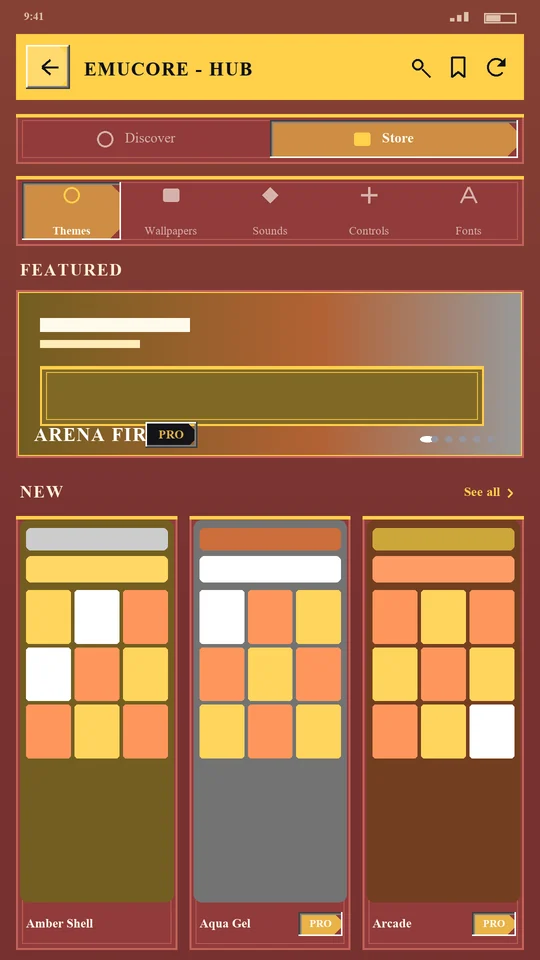 9:41
EMUCORE - HUB
Discover
Store
Themes
Wallpapers
Sounds
Controls
Fonts
FEATURED
ARENA FIR
PRO
NEW
See all
Amber Shell
Aqua Gel
PRO
Arcade
PRO